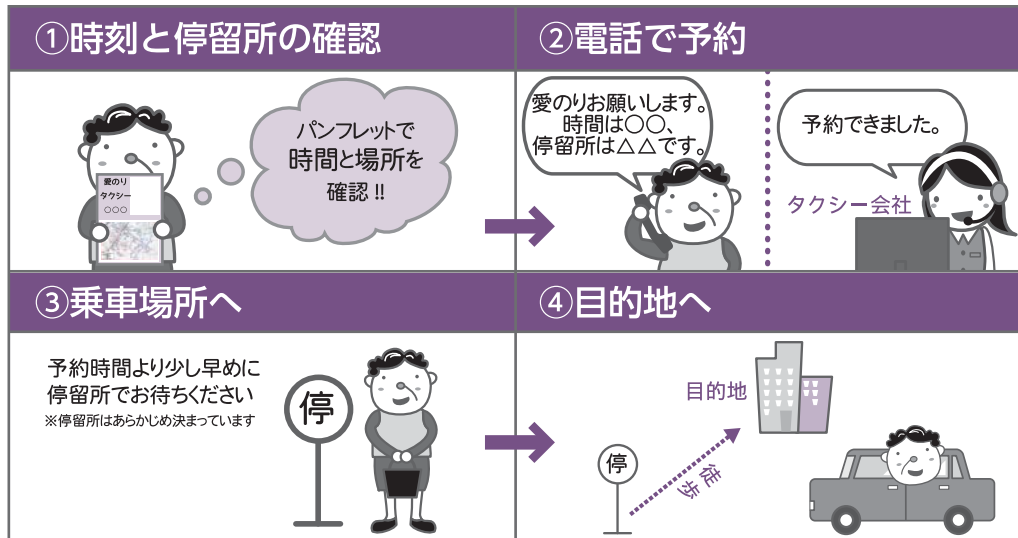 ①時刻と停留所の確認
愛のり
タクシー
○○○
パンフレットで
時間と場所を
確認!!
②電話で予約
愛のりお願いします。
時間は○○、
停留所は△△です。
予約できました。
タクシー会社
③乗車場所へ
予約時間より少し早めに
停留所でお待ちください
※停留所はあらかじめ決まっています
停
④目的地へ
目的地
停
徒歩